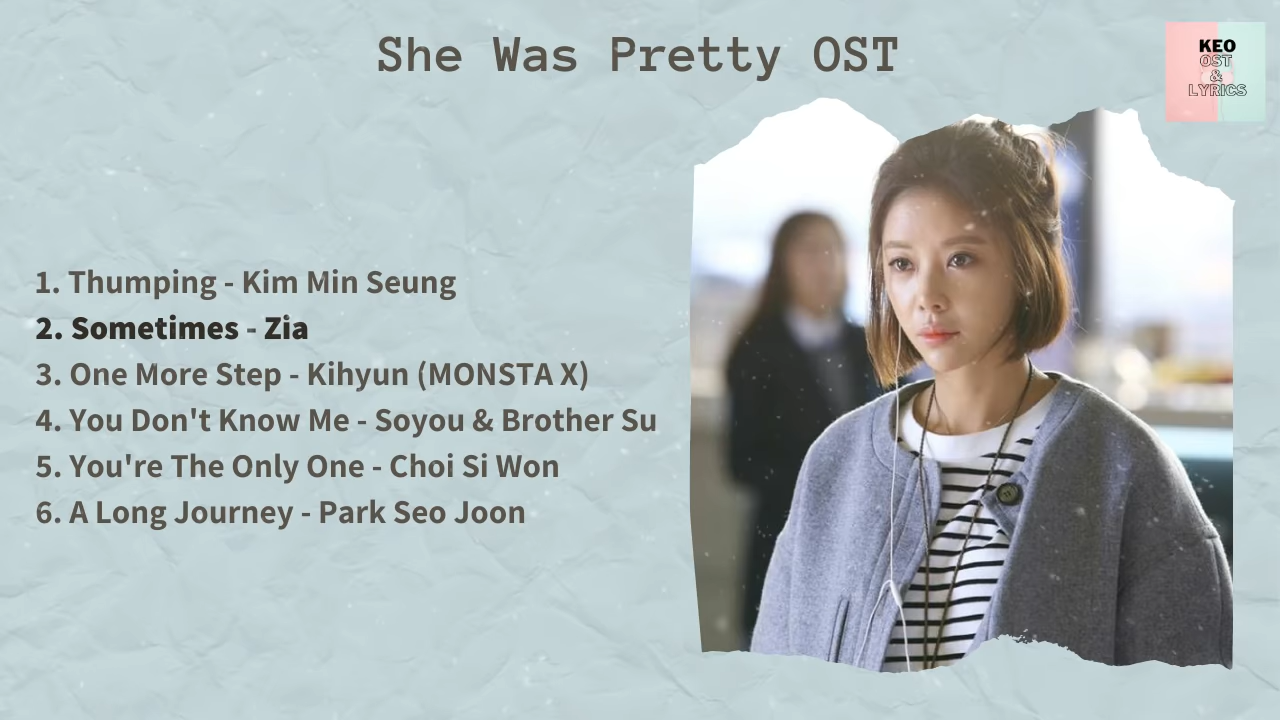 She Was Pretty OST
KEO
OST
&
LYRICS
1. Thumping - Kim Min Seung
2. Sometimes - Zia
3. One More Step - Kihyun (MONSTA X)
4. You Don't Know Me - Soyou & Brother Su
5. You're The Only One - Choi Si Won
6. A Long Journey - Park Seo Joon